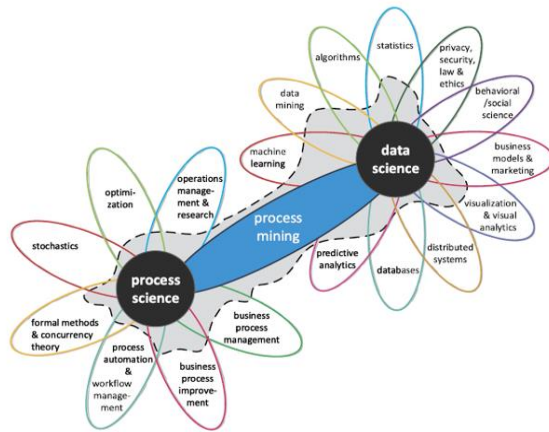 statistics
privacy,
security,
law &
ethics
algorithms
behavioral
/social
science
data
mining
data
science
machine
learning
business
models &
marketing
operations
manage-
ment &
research
optimi-
zation
process
mining
visualization
& visual
analytics
stochastics
predictive
analytics
distributed
systems
databases
process
science
formal methods
& concurrency
theory
business
process
management
process
automation
&
workflow
manage-
ment
business
process
improve-
ment